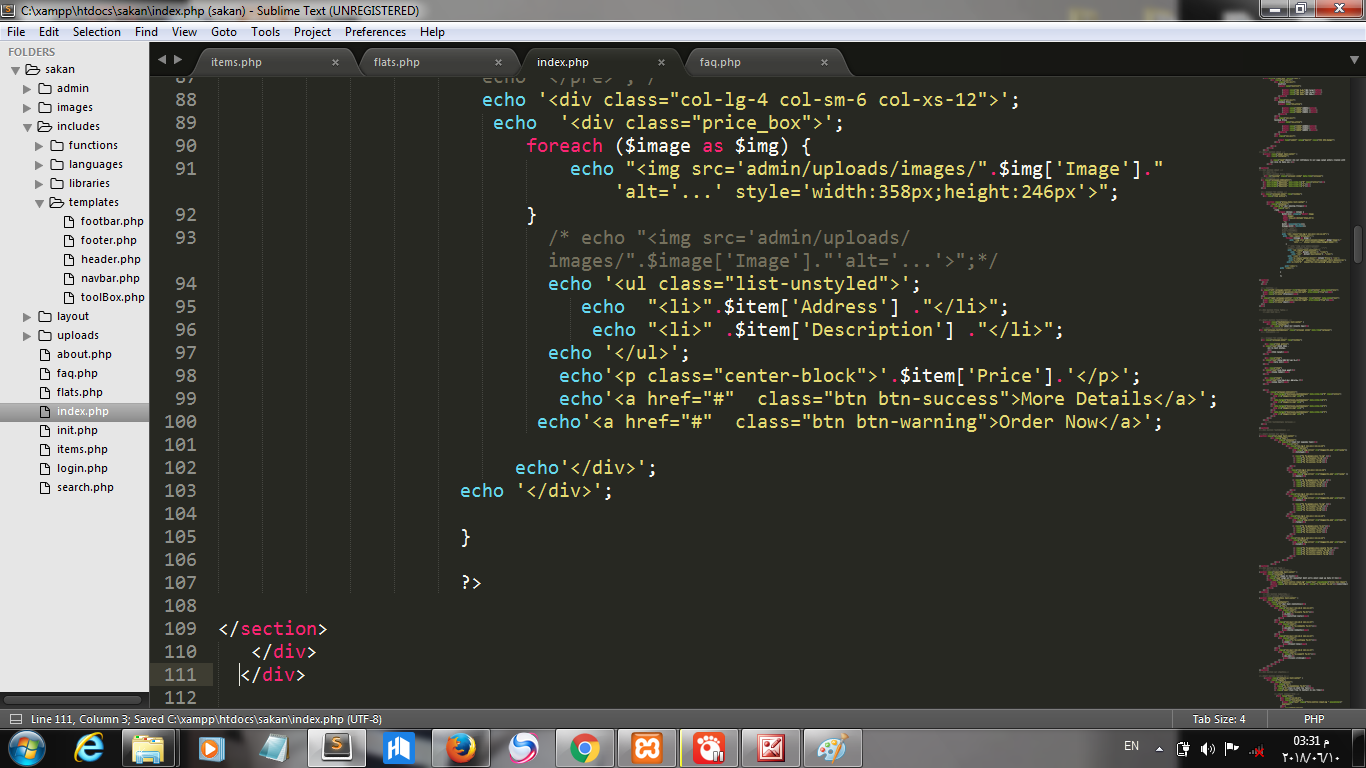 C:\xampp\htdocs\sakan\index.php (sakan) - Sublime Text (UNREGISTERED)
File Edit Selection Find View Goto Tools Project Preferences Help
FOLDERS
sakan
admin
images
includes
functions
languages
libraries
templates
footbar.php
footer.php
header.php
navbar.php
toolBox.php
layout
uploads
about.php
faq.php
flats.php
index.php
init.php
items.php
login.php
search.php
items.php × flats.php × index.php × faq.php ×
87 echo '</pre>';*/
88 echo '<div class="col-lg-4 col-sm-6 col-xs-12">';
89 echo  '<div class="price_box">';
90 foreach ($image as $img) {
91 echo "<img src='admin/uploads/images/".$img['Image']."
'alt='...' style='width:358px;height:246px'>";
92 }
93 /* echo "<img src='admin/uploads/
images/".$image['Image']."'alt='...'>";*/
94 echo '<ul class="list-unstyled">';
95 echo  "<li>".$item['Address'] ."</li>";
96 echo "<li>" .$item['Description'] ."</li>";
97 echo '</ul>';
98 echo'<p class="center-block">'.$item['Price'].'</p>';
99 echo'<a href="#"  class="btn btn-success">More Details</a>';
100 echo'<a href="#"  class="btn btn-warning">Order Now</a>';
101
102 echo'</div>';
103 echo '</div>';
104
105 }
106
107 ?>
108
109 </section>
110 </div>
111 </div>
112
Line 111, Column 3; Saved C:\xampp\htdocs\sakan\index.php (UTF-8) Tab Size: 4 PHP
EN 03:31 م
٢٠١٨/٠٦/١٠